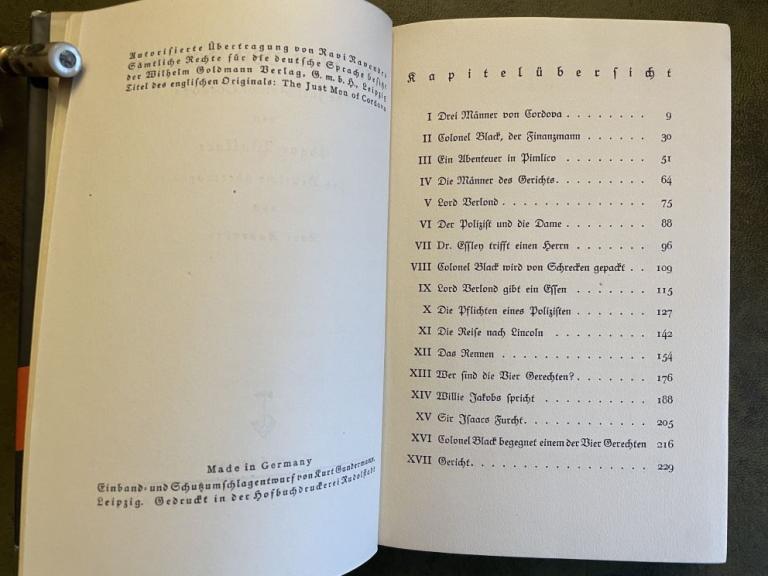 Autorisierte Übertragung von Ravi Ravendro
Sämtliche Rechte für die deutsche Sprache besitzt
der Wilhelm Goldmann Verlag, G. m. b. H., Leipzig
Titel des englischen Originals: The Just Men of Cordova
Made in Germany
Einband- und Schutzumschlagentwurf von Kurt Gundermann,
Leipzig. Gedruckt in der Hofbuchdruckerei Rudolstadt
Kapitelübersicht
I Drei Männer von Cordova . . . . . . . . 9
II Colonel Black, der Finanzmann . . . . . . 30
III Ein Abenteuer in Pimlico . . . . . . . . 51
IV Die Männer des Gerichts. . . . . . . . . 64
V Lord Verlond . . . . . . . . . . . . . 75
VI Der Polizist und die Dame . . . . . . . . 88
VII Dr. Essley trifft einen Herrn . . . . . . . 96
VIII Colonel Black wird von Schrecken gepackt . . 109
IX Lord Verlond gibt ein Essen . . . . . . . 115
X Die Pflichten eines Polizisten . . . . . . . 127
XI Die Reise nach Lincoln . . . . . . . . . 142
XII Das Rennen . . . . . . . . . . . . . 154
XIII Wer sind die Vier Gerechten? . . . . . . . 176
XIV Willie Jakobs spricht . . . . . . . . . . 188
XV Sir Isaacs Furcht. . . . . . . . . . . . 205
XVI Colonel Black begegnet einem der Vier Gerechten 216
XVII Gericht. . . . . . . . . . . . . . . . 229